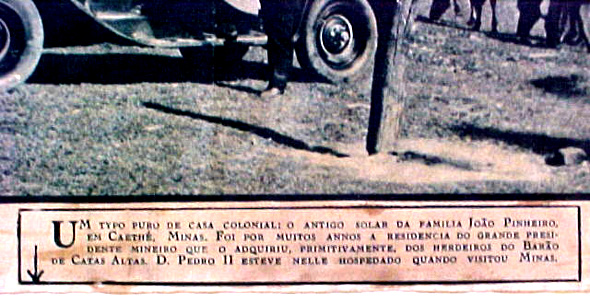 UM TYPO PURO DE CASA COLONIAL: O ANTIGO SOLAR DA FAMILIA JOÃO PINHEIRO,
EM CAETHÉ, MINAS. FOI POR MUITOS ANNOS A RESIDENCIA DO GRANDE PRESI-
DENTE MINEIRO QUE O ADQUIRIU, PRIMITIVAMENTE, DOS HERDEIROS DO BARÃO
DE CATAS ALTAS. D. PEDRO II ESTEVE NELLE HOSPEDADO QUANDO VISITOU MINAS.